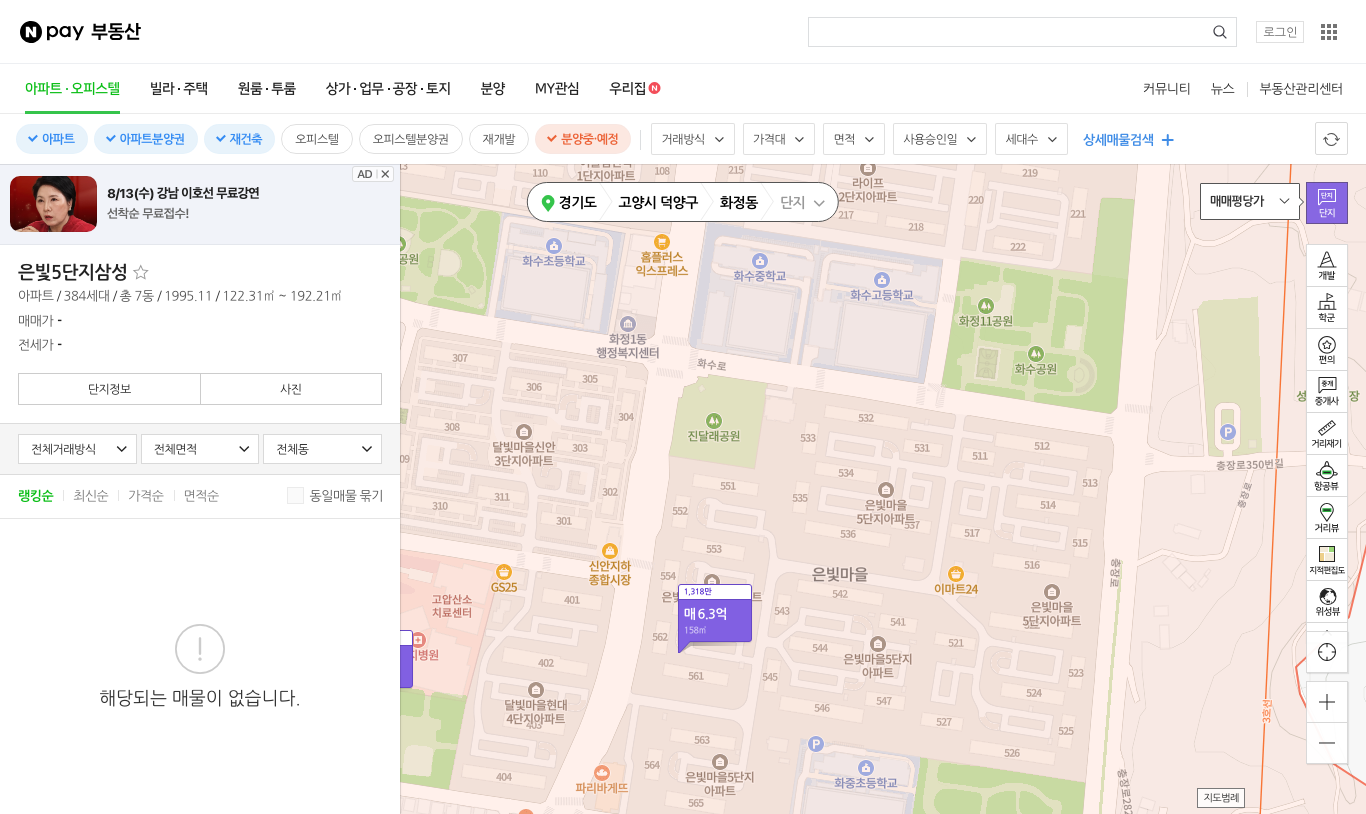 N pay 부동산
로그인
아파트 · 오피스텔
빌라 · 주택
원룸 · 투룸
상가 · 업무 · 공장 · 토지
분양
MY관심
우리집 N
커뮤니티
뉴스
부동산관리센터
아파트
아파트분양권
재건축
오피스텔
오피스텔분양권
재개발
분양중·예정
거래방식
가격대
면적
사용승인일
세대수
상세매물검색
AD
8/13(수) 강남 이호선 무료강연
선착순 무료접수!
은빛5단지삼성
아파트 / 384세대 / 총 7동 / 1995.11 / 122.31㎡ ~ 192.21㎡
매매가 -
전세가 -
단지정보
사진
전체거래방식
전체면적
전체동
랭킹순
최신순
가격순
면적순
동일매물 묶기
해당되는 매물이 없습니다.
경기도
고양시 덕양구
화정동
단지
매매평당가
단지
단지
개발
학군
편의
중개
중개사
거리재기
항공뷰
거리뷰
지적편집도
위성뷰
지도범례
110
1단지아파트
108
215
라이프
2단지아파트
217
218
220
221
222
공원
화수초등학교
홈플러스
익스프레스
화수중학교
화수고등학교
화정11공원
화정1동
행정복지센터
화수공원
화수로
307
306
305
304
진달래공원
달빛마을신안
3단지아파트
309
311
302
303
310
301
532
533
531
512
511
534
513
은빛마을
5단지아파트
514
537
536
515
551
552
553
554
신안지하
종합시장
GS25
401
은빛마을
이마트24
고압산소
치료센터
1,318만
매 6.3억
158㎡
543
542
541
은빛마을
5단지아파트
521
522
은빛마을5단지
아파트
523
524
525
526
527
544
545
546
547
562
561
563
564
565
402
달빛마을현대
4단지아파트
403
404
파리바게뜨
은빛마을5단지
아파트
화중초등학교
P
P
충장로350번길
충장로
충장로
충장로282
3호선